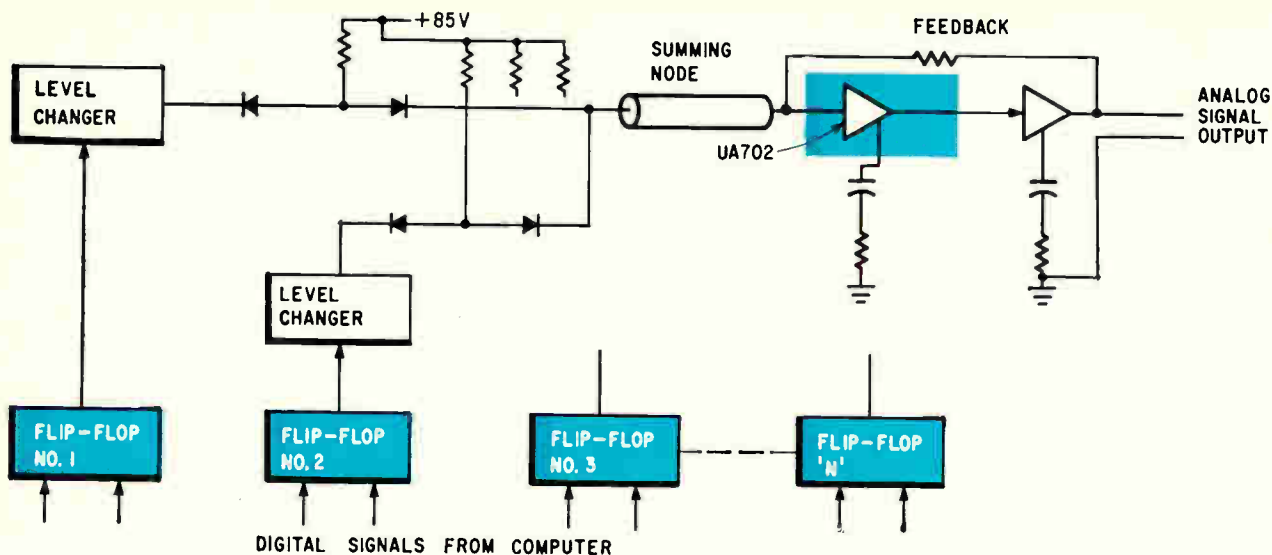 +85V
FEEDBACK
SUMMING
NODE
LEVEL
CHANGER
ANALOG
SIGNAL
OUTPUT
UA702
LEVEL
CHANGER
FLIP-FLOP
NO. 1
FLIP-FLOP
NO. 2
FLIP-FLOP
NO. 3
FLIP-FLOP
'N'
DIGITAL SIGNALS FROM COMPUTER